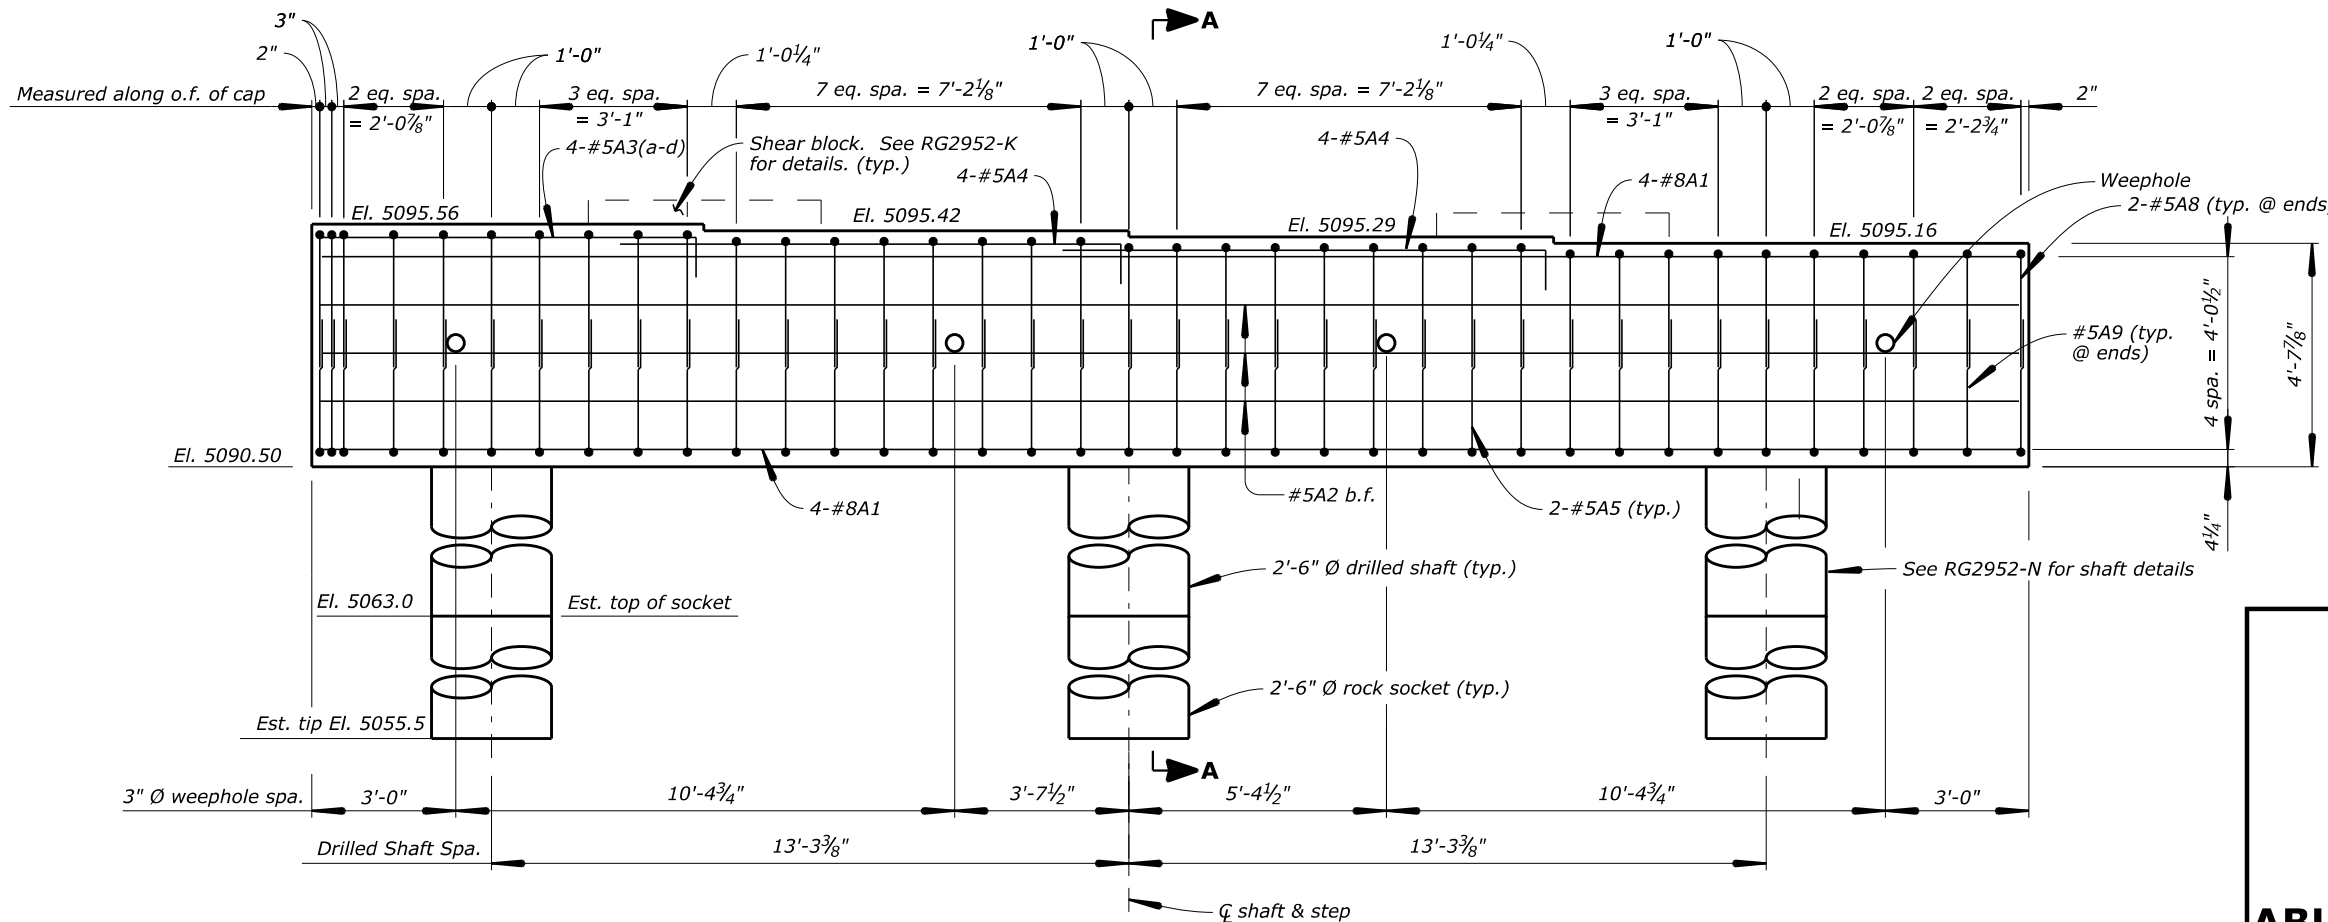 3"
2"
1'-0"
1'-0¼"
1'-0"
A
1'-0¼"
1'-0"
Measured along o.f. of cap
2 eq. spa.
= 2'-0⅞"
3 eq. spa.
= 3'-1"
7 eq. spa. = 7'-2⅛"
7 eq. spa. = 7'-2⅛"
3 eq. spa.
= 3'-1"
2 eq. spa.
= 2'-0⅞"
2 eq. spa.
= 2'-2¾"
2"
4-#5A3(a-d)
Shear block. See RG2952-K
for details. (typ.)
4-#5A4
4-#5A4
4-#8A1
Weephole
2-#5A8 (typ. @ ends
El. 5095.56
El. 5095.42
El. 5095.29
El. 5095.16
4 spa. = 4'-0½"
4'-7⅞"
#5A9 (typ.
@ ends)
El. 5090.50
4-#8A1
#5A2 b.f.
2-#5A5 (typ.)
4¼"
2'-6" Ø drilled shaft (typ.)
See RG2952-N for shaft details
El. 5063.0
Est. top of socket
2'-6" Ø rock socket (typ.)
Est. tip El. 5055.5
A
3" Ø weephole spa.
3'-0"
10'-4¾"
3'-7½"
5'-4½"
10'-4¾"
3'-0"
Drilled Shaft Spa.
13'-3⅜"
13'-3⅜"
℄ shaft & step